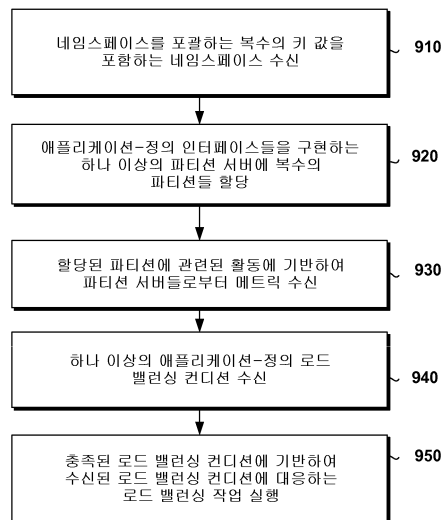 네임스페이스를 포괄하는 복수의 키 값을
포함하는 네임스페이스 수신
910
애플리케이션-정의 인터페이스들을 구현하는
하나 이상의 파티션 서버에 복수의
파티션들 할당
920
할당된 파티션에 관련된 활동에 기반하여
파티션 서버들로부터 메트릭 수신
930
하나 이상의 애플리케이션-정의 로드
밸런싱 컨디션 수신
940
충족된 로드 밸런싱 컨디션에 기반하여
수신된 로드 밸런싱 컨디션에 대응하는
로드 밸런싱 작업 실행
950